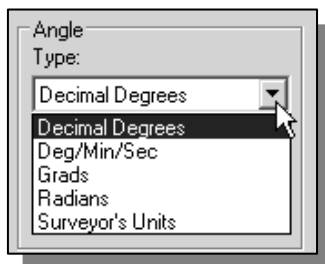 Angle
Type:
Decimal Degrees
Decimal Degrees
Deg/Min/Sec
Grads
Radians
Surveyor's Units